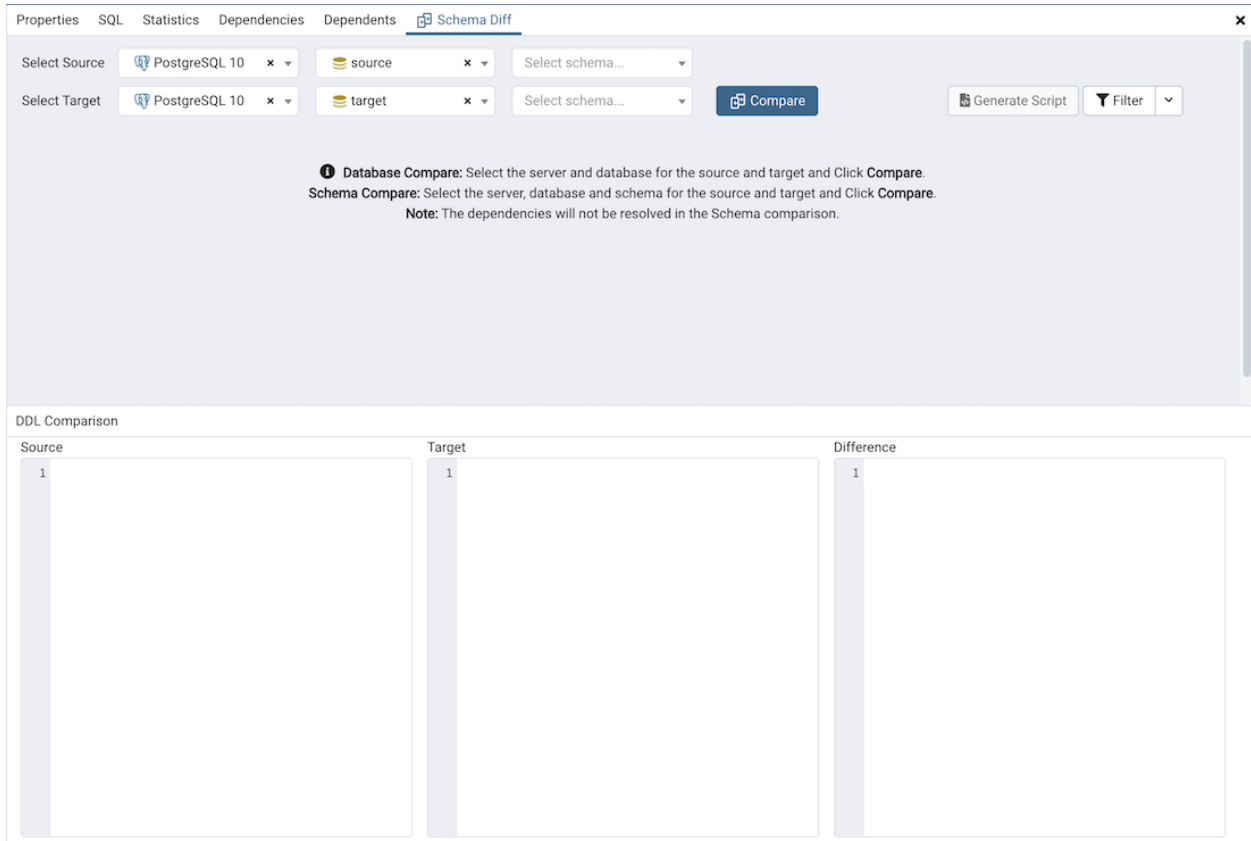 Properties SQL Statistics Dependencies Dependents Schema Diff
Select Source PostgreSQL 10 source Select schema...
Select Target PostgreSQL 10 target Select schema... Compare Generate Script Filter
Database Compare: Select the server and database for the source and target and Click Compare.
Schema Compare: Select the server, database and schema for the source and target and Click Compare.
Note: The dependencies will not be resolved in the Schema comparison.
DDL Comparison
Source Target Difference
1 1 1